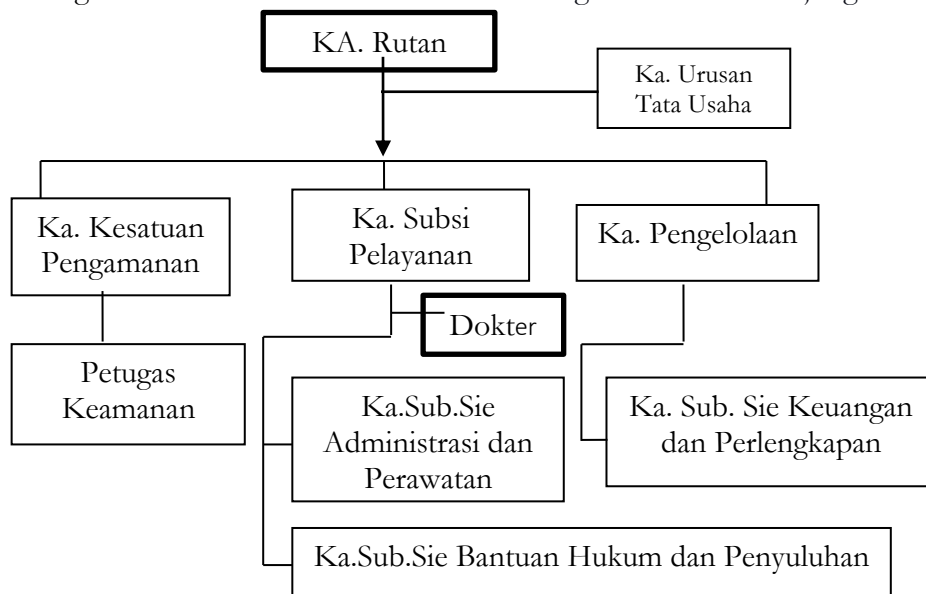 KA. Rutan
Ka. Urusan
Tata Usaha
Ka. Kesatuan
Pengamanan
Ka. Subsi
Pelayanan
Ka. Pengelolaan
Dokter
Petugas
Keamanan
Ka.Sub.Sie
Administrasi dan
Perawatan
Ka. Sub. Sie Keuangan
dan Perlengkapan
Ka.Sub.Sie Bantuan Hukum dan Penyuluhan